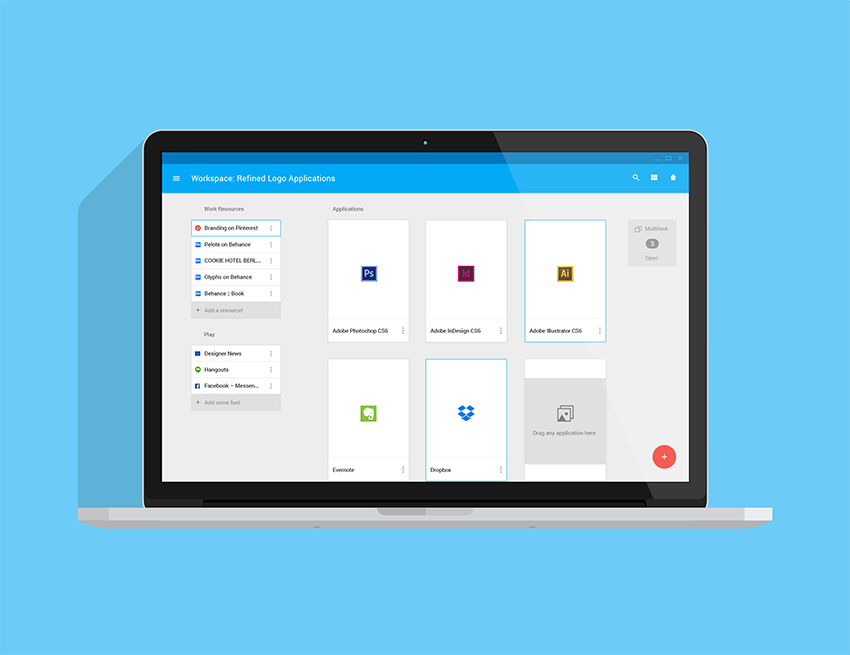 Workspace: Refined Logo Applications
Work Resources
Branding on Pinterest
Pelote on Behance
COOKIE HOTEL BERL...
Glyphs on Behance
Behance :: Book
+ Add a resource!
Play
Designer News
Hangouts
Facebook – Messen...
+ Add some fun!
Applications
Ps
Adobe Photoshop CS6
Id
Adobe InDesign CS6
Ai
Adobe Illustrator CS6
Evernote
Dropbox
Drag any application here
Multitask
3
Open
+